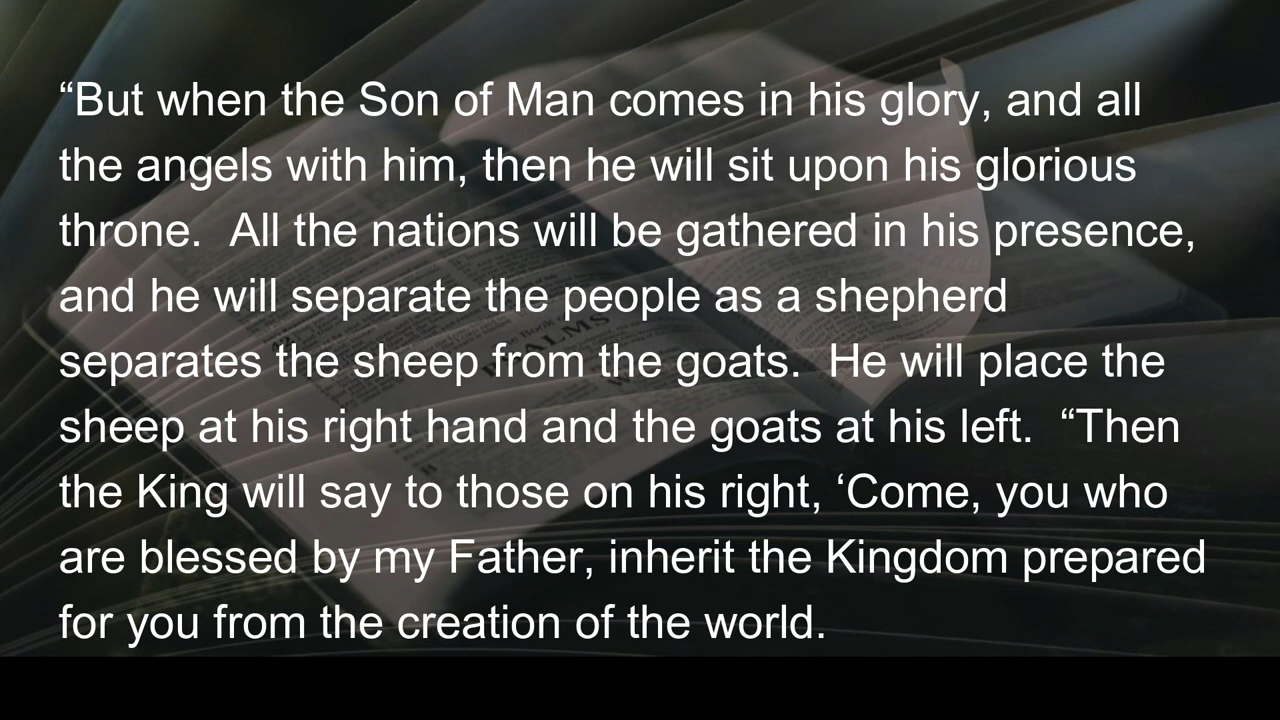 “But when the Son of Man comes in his glory, and all
the angels with him, then he will sit upon his glorious
throne.  All the nations will be gathered in his presence,
and he will separate the people as a shepherd
separates the sheep from the goats.  He will place the
sheep at his right hand and the goats at his left.  “Then
the King will say to those on his right, ‘Come, you who
are blessed by my Father, inherit the Kingdom prepared
for you from the creation of the world.